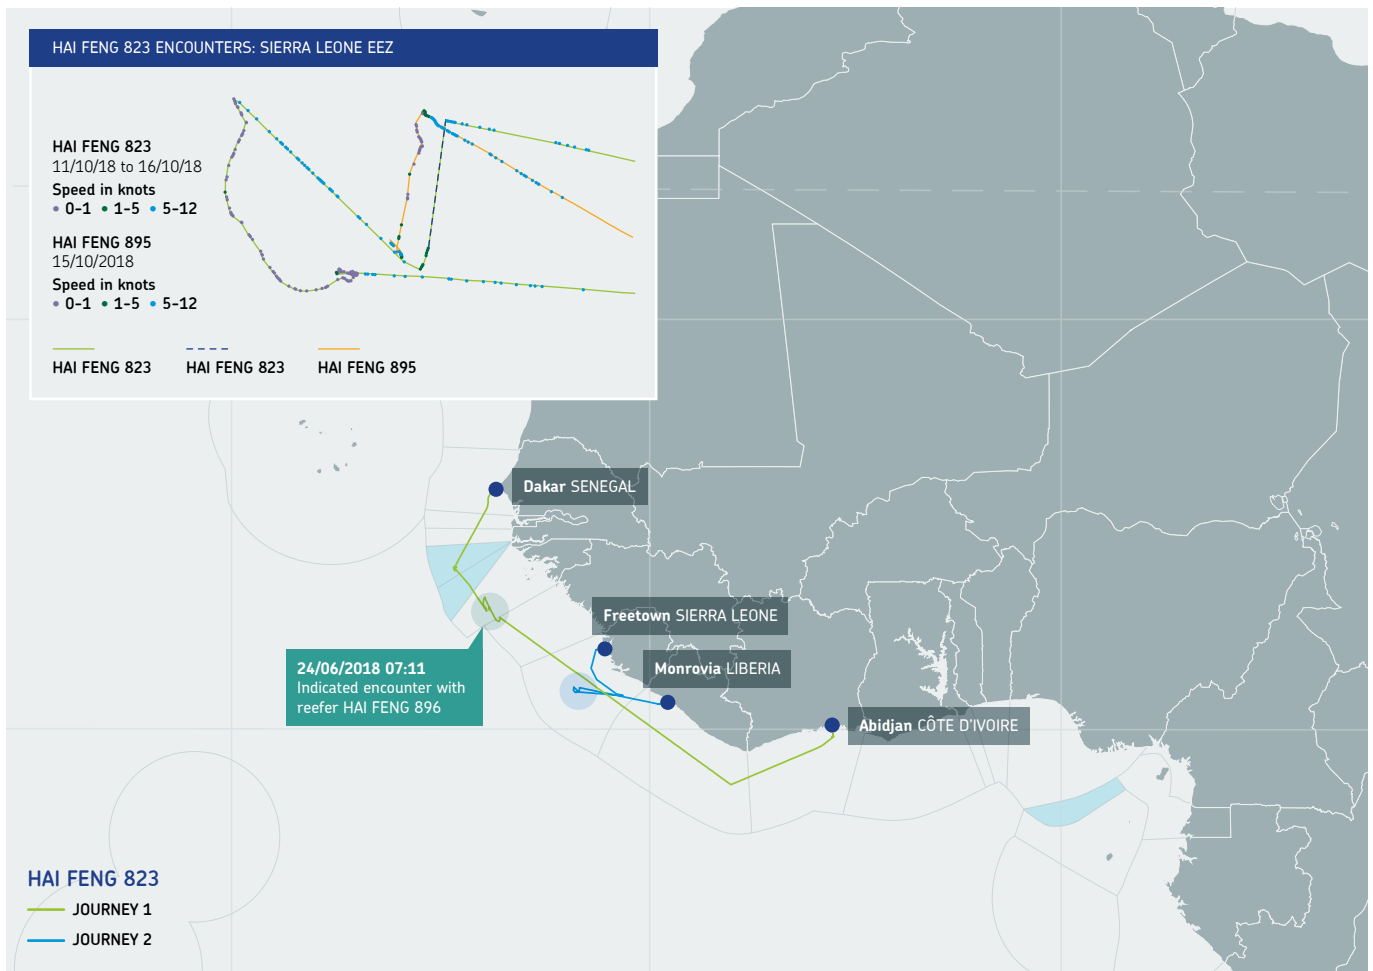 HAI FENG 823 ENCOUNTERS: SIERRA LEONE EEZ
HAI FENG 823
11/10/18 to 16/10/18
Speed in knots
0-1 1-5 5-12
HAI FENG 895
15/10/2018
Speed in knots
0-1 1-5 5-12
HAI FENG 823 HAI FENG 823 HAI FENG 895
Dakar SENEGAL
Freetown SIERRA LEONE
24/06/2018 07:11
Indicated encounter with
reefer HAI FENG 896
Monrovia LIBERIA
Abidjan CÔTE D'IVOIRE
HAI FENG 823
JOURNEY 1
JOURNEY 2